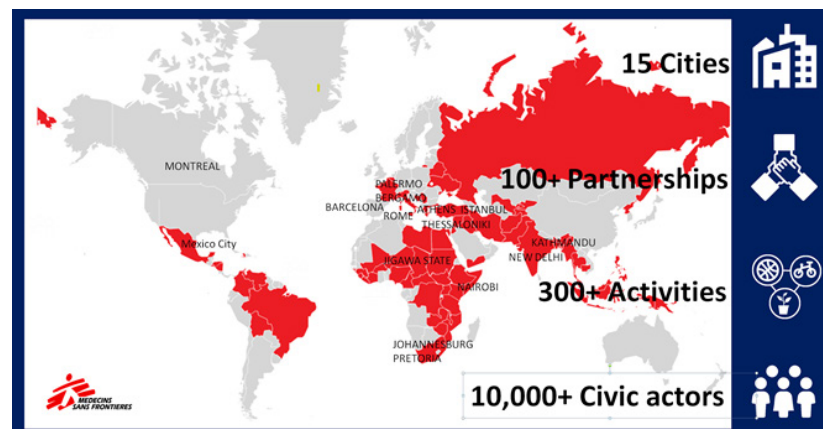 15 Cities
MONTREAL
100+ Partnerships
PALERMO
BERGAMO
BARCELONA
ROME
ATHENS ISTANBUL
THESSALONIKI
Mexico City
KATHMANDU
JIGAWA STATE
NEW DELHI
NAIROBI
300+ Activities
JOHANNESBURG
PRETORIA
10,000+ Civic actors
MEDECINS
SANS FRONTIERES